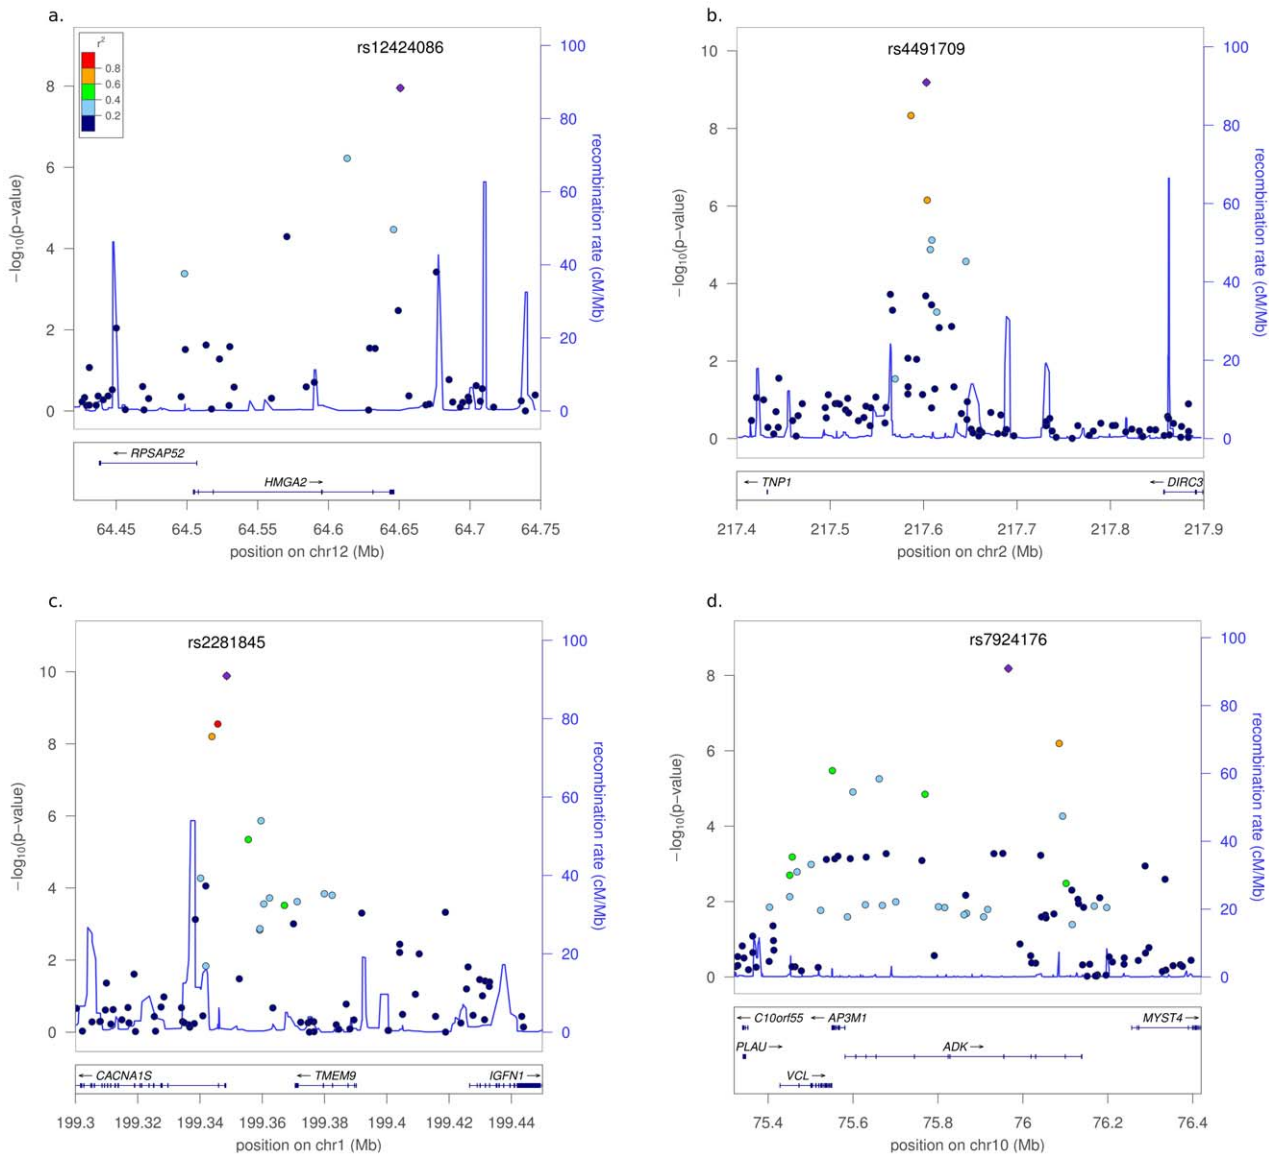 a.
rs12424086
r²
0.8
0.6
0.4
0.2
8
6
4
2
0
−log₁₀(p−value)
100
80
60
40
20
0
recombination rate (cM/Mb)
← RPSAP52
HMGA2 →
64.45 64.5 64.55 64.6 64.65 64.7 64.75
position on chr12 (Mb)
b.
rs4491709
10
8
6
4
2
0
−log₁₀(p−value)
100
80
60
40
20
0
recombination rate (cM/Mb)
← TNP1
← DIRC3
217.4 217.5 217.6 217.7 217.8 217.9
position on chr2 (Mb)
c.
rs2281845
10
8
6
4
2
0
−log₁₀(p−value)
100
80
60
40
20
0
recombination rate (cM/Mb)
← CACNA1S
← TMEM9
IGFN1 →
199.3 199.32 199.34 199.36 199.38 199.4 199.42 199.44
position on chr1 (Mb)
d.
rs7924176
8
6
4
2
0
−log₁₀(p−value)
100
80
60
40
20
0
recombination rate (cM/Mb)
← C10orf55 ← AP3M1 MYST4 →
PLAU → ADK →
VCL →
75.4 75.6 75.8 76 76.2 76.4
position on chr10 (Mb)